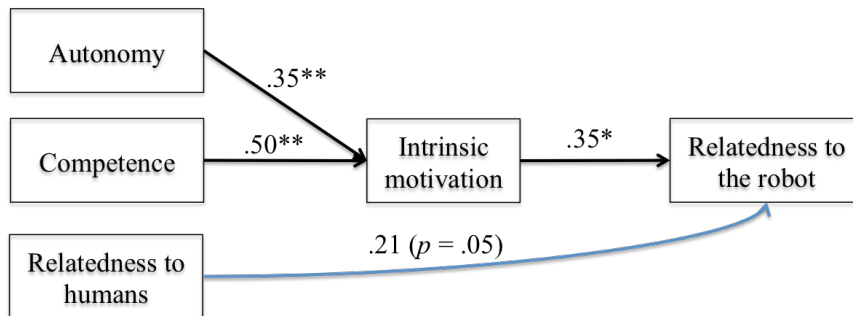 Autonomy
.35**
Competence
.50**
Intrinsic
motivation
.35*
Relatedness to
the robot
.21 (p = .05)
Relatedness to
humans